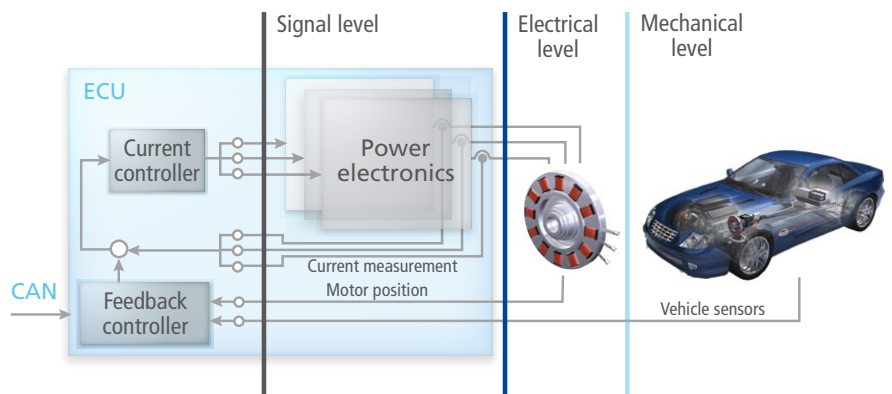 Signal level
Electrical
level
Mechanical
level
ECU
Current
controller
Power
electronics
Current measurement
Motor position
CAN
Feedback
controller
Vehicle sensors